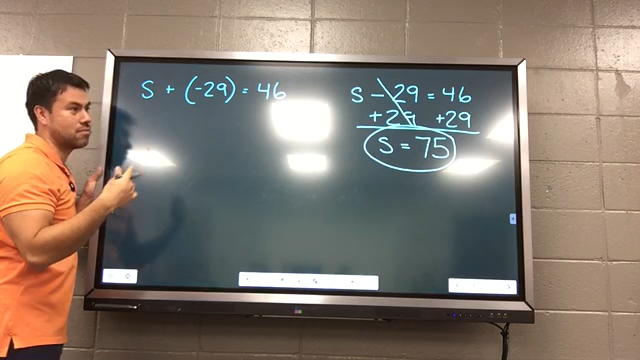 S + (-29) = 46
S - 29 = 46
+ 29 +29
S = 75